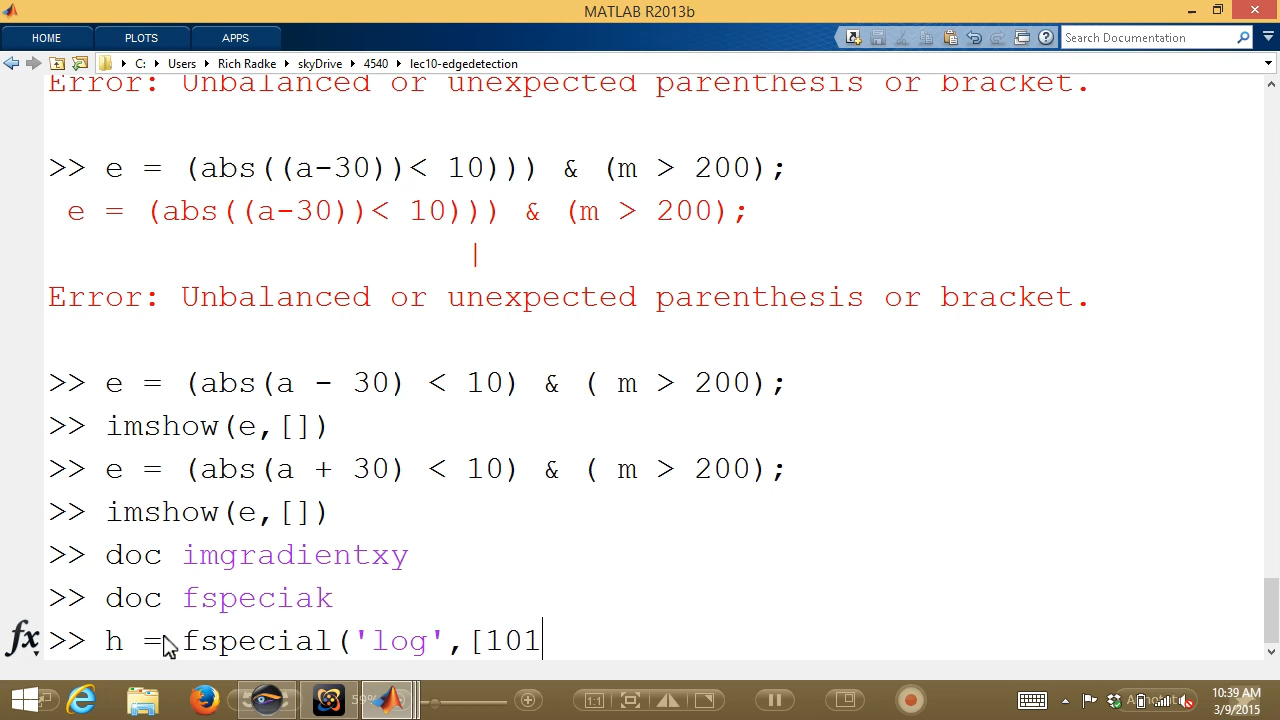 MATLAB R2013b
HOME PLOTS APPS Search Documentation
C: Users Rich Radke skyDrive 4540 lec10-edgedetection
Error: Unbalanced or unexpected parenthesis or bracket.
>> e = (abs((a-30))< 10))) & (m > 200);
e = (abs((a-30))< 10))) & (m > 200);
|
Error: Unbalanced or unexpected parenthesis or bracket.
>> e = (abs(a - 30) < 10) & ( m > 200);
>> imshow(e,[])
>> e = (abs(a + 30) < 10) & ( m > 200);
>> imshow(e,[])
>> doc imgradientxy
>> doc fspeciak
fx >> h = fspecial('log',[101
1:1
10:39 AM
3/9/2015